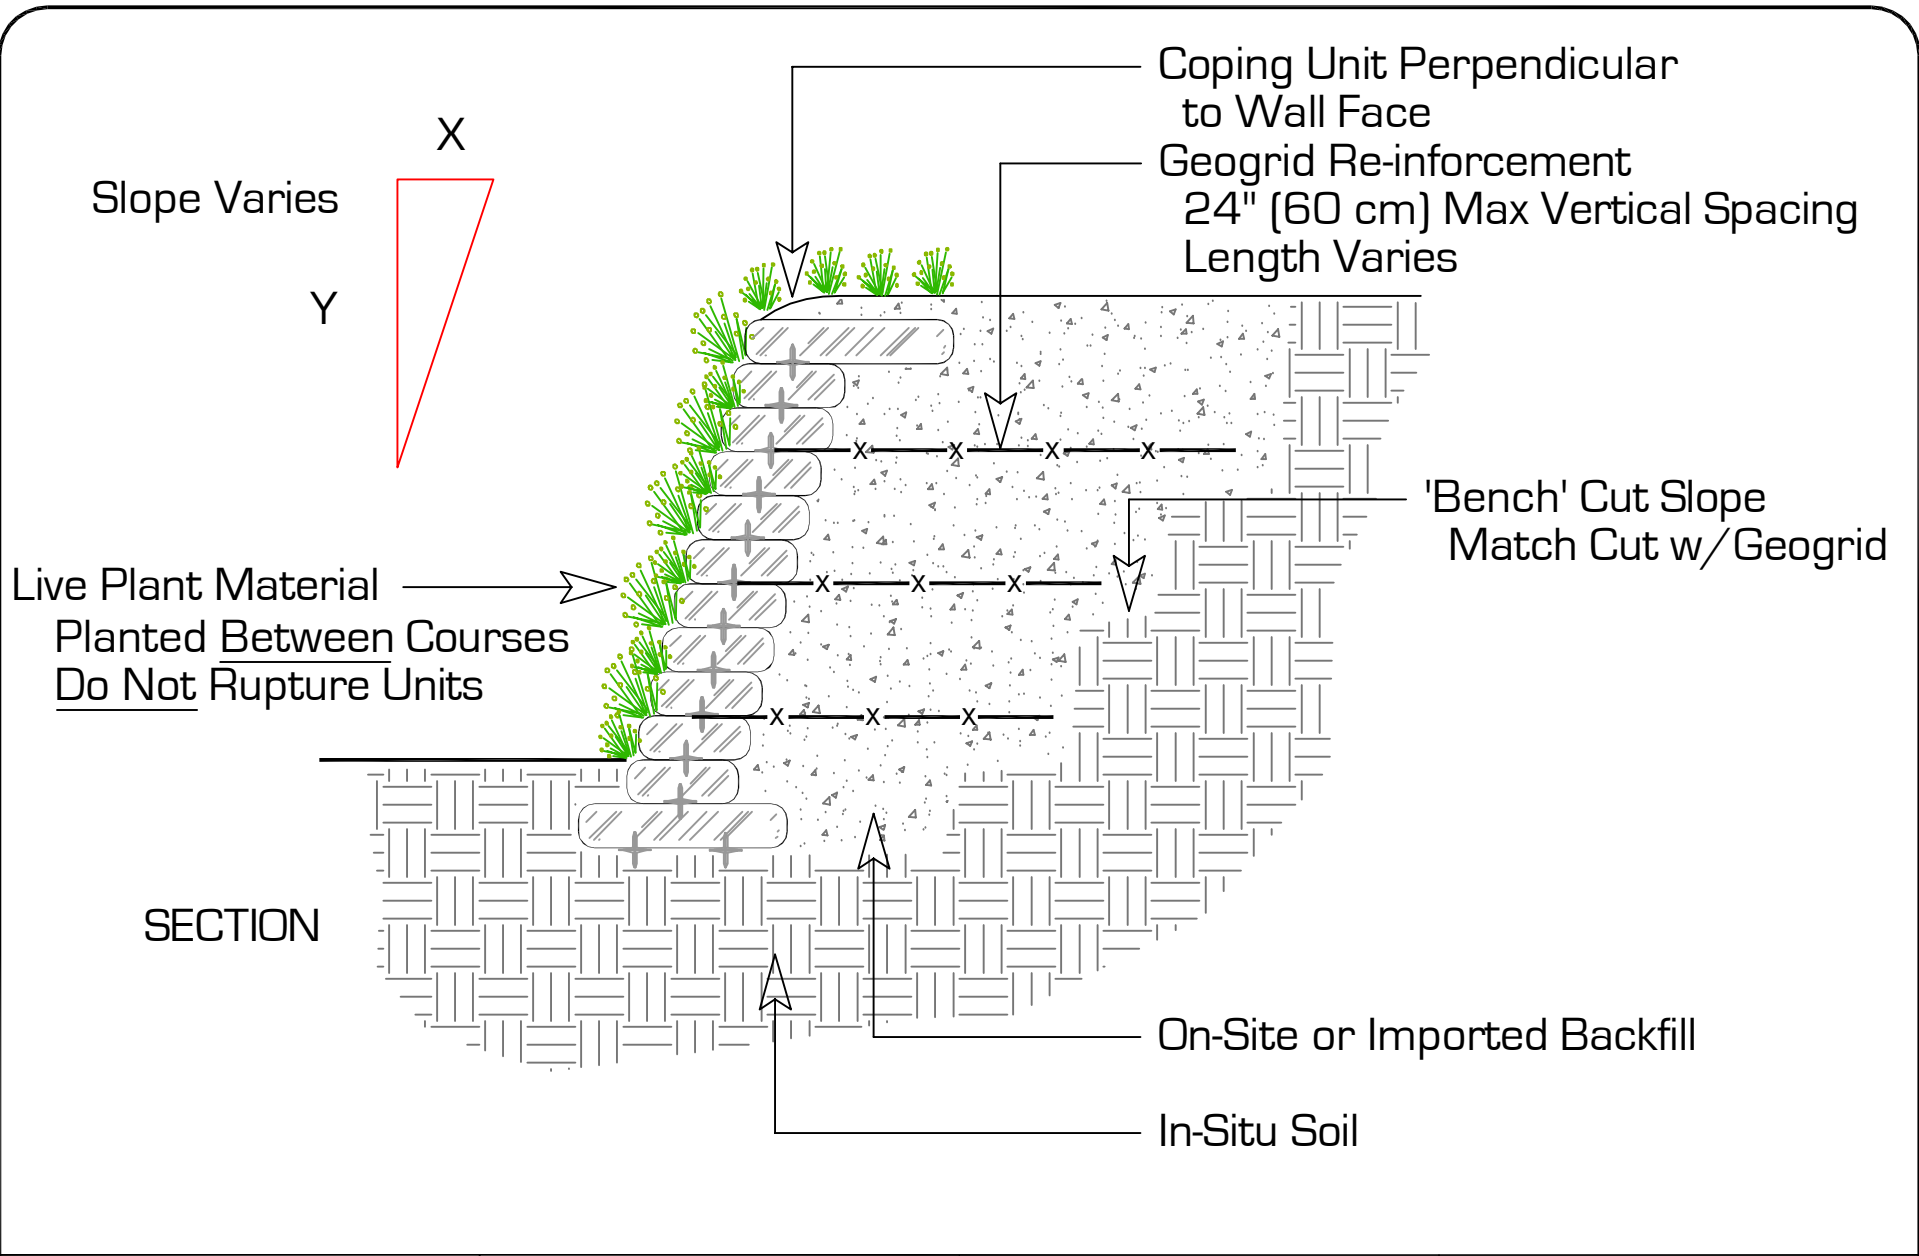 Coping Unit Perpendicular
to Wall Face
Geogrid Re-inforcement
24" (60 cm) Max Vertical Spacing
Length Varies
X
Slope Varies
Y
'Bench' Cut Slope
Match Cut w/Geogrid
Live Plant Material
Planted Between Courses
Do Not Rupture Units
X X X X
X X X
X X X
SECTION
On-Site or Imported Backfill
In-Situ Soil